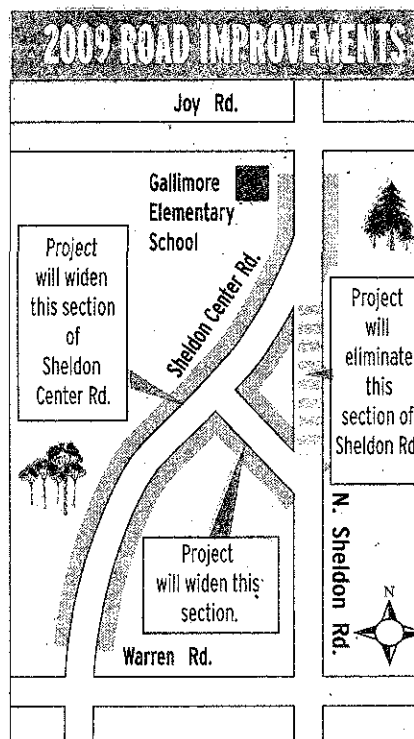 2009 ROAD IMPROVEMENTS
Joy Rd.
Gallimore
Elementary
School
Project
will widen
this section
of
Sheldon
Center Rd.
Sheldon Center Rd.
Project
will
eliminate
this
section of
Sheldon Rd
Project
will widen this
section.
N. Sheldon Rd.
N
Warren Rd.